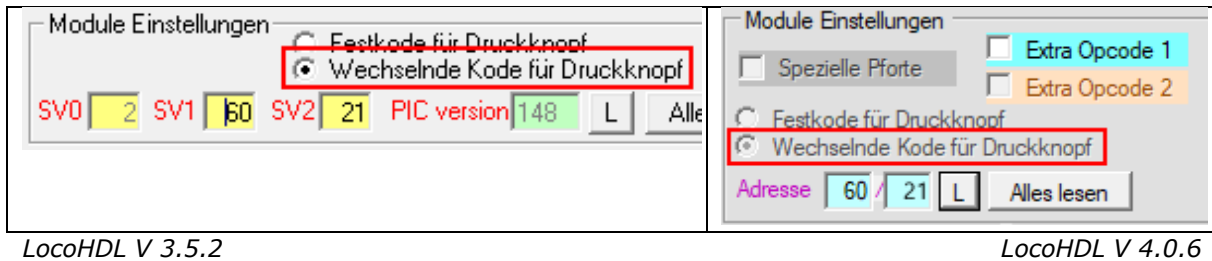 Module Einstellungen
Festkode für Druckknopf
Wechselnde Kode für Druckknopf
SV0 2 SV1 60 SV2 21 PIC version 148 L Alle
Module Einstellungen
Spezielle Pforte
Extra Opcode 1
Extra Opcode 2
Festkode für Druckknopf
Wechselnde Kode für Druckknopf
Adresse 60 / 21 L Alles lesen
LocoHDL V 3.5.2
LocoHDL V 4.0.6